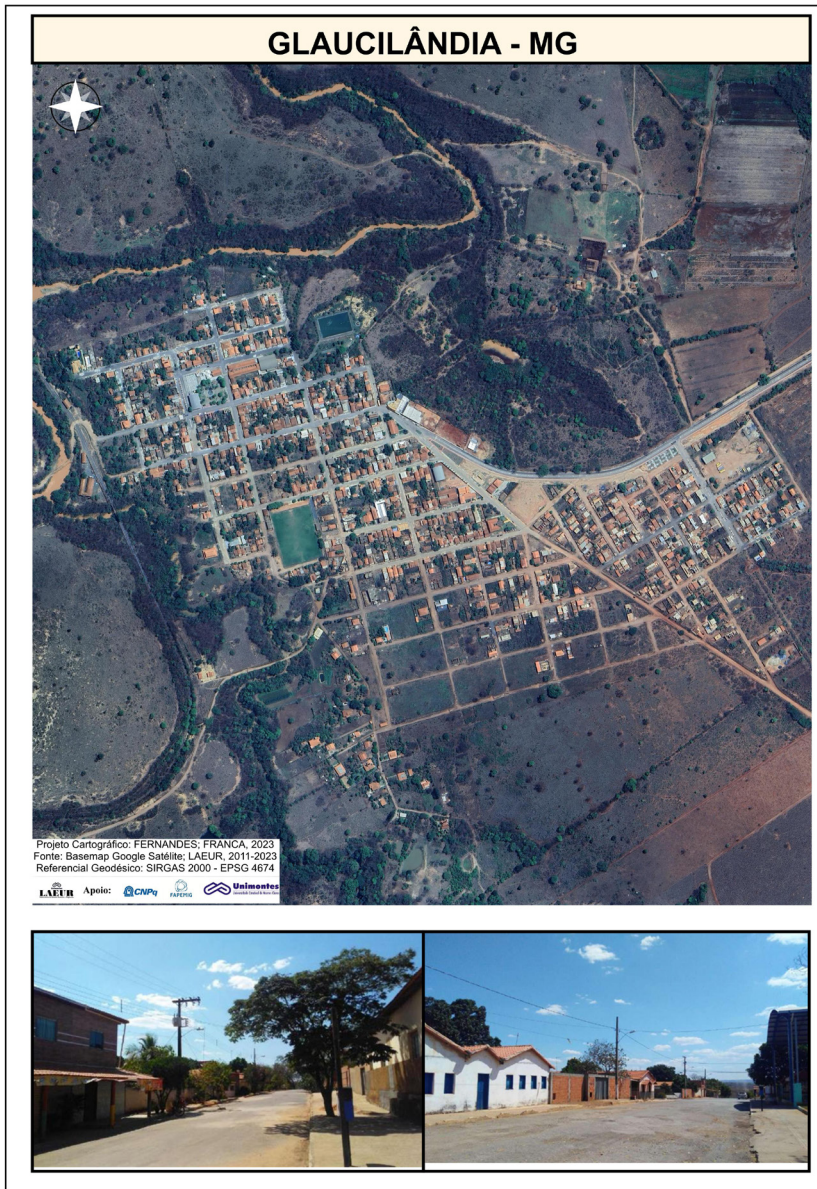 GLAUCILÂNDIA - MG
Projeto Cartográfico: FERNANDES; FRANCA, 2023
Fonte: Basemap Google Satélite; LAEUR, 2011-2023
Referencial Geodésico: SIRGAS 2000 - EPSG 4674
LAEUR Apoio: CNPq FAPEMIG Unimontes